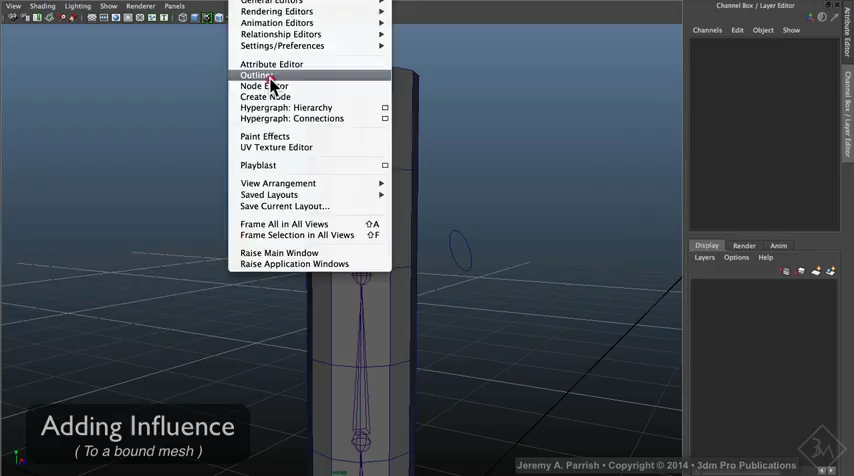 View Shading Lighting Show Renderer Panels
General Editors
Rendering Editors
Animation Editors
Relationship Editors
Settings/Preferences
Attribute Editor
Outliner
Node Editor
Create Node
Hypergraph: Hierarchy
Hypergraph: Connections
Paint Effects
UV Texture Editor
Playblast
View Arrangement
Saved Layouts
Save Current Layout...
Frame All in All Views ⇧A
Frame Selection in All Views ⇧F
Raise Main Window
Raise Application Windows
Channel Box / Layer Editor
Channels Edit Object Show
Attribute Editor
Channel Box / Layer Editor
Display Render Anim
Layers Options Help
Adding Influence
( To a bound mesh )
persp
Jeremy A. Parrish • Copyright © 2014 • 3dm Pro Publications
3M